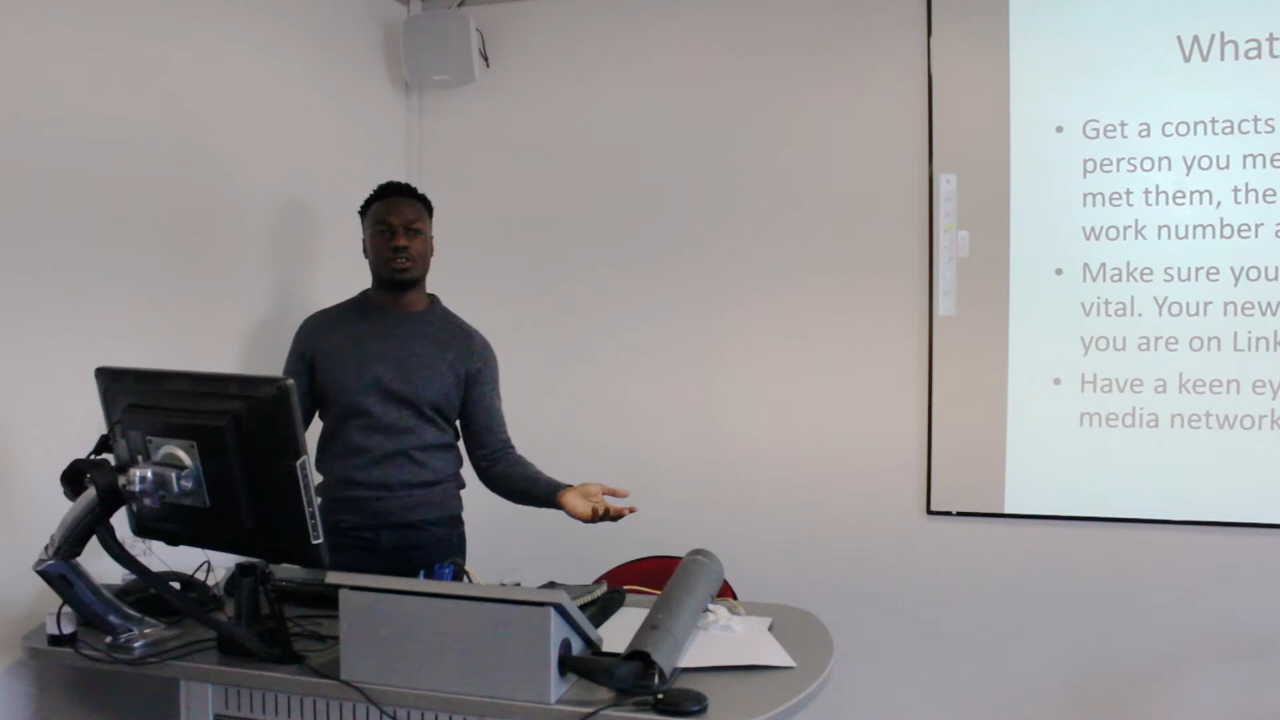 What
• Get a contacts
person you me
met them, the
work number a
• Make sure you
vital. Your new
you are on Link
• Have a keen ey
media network